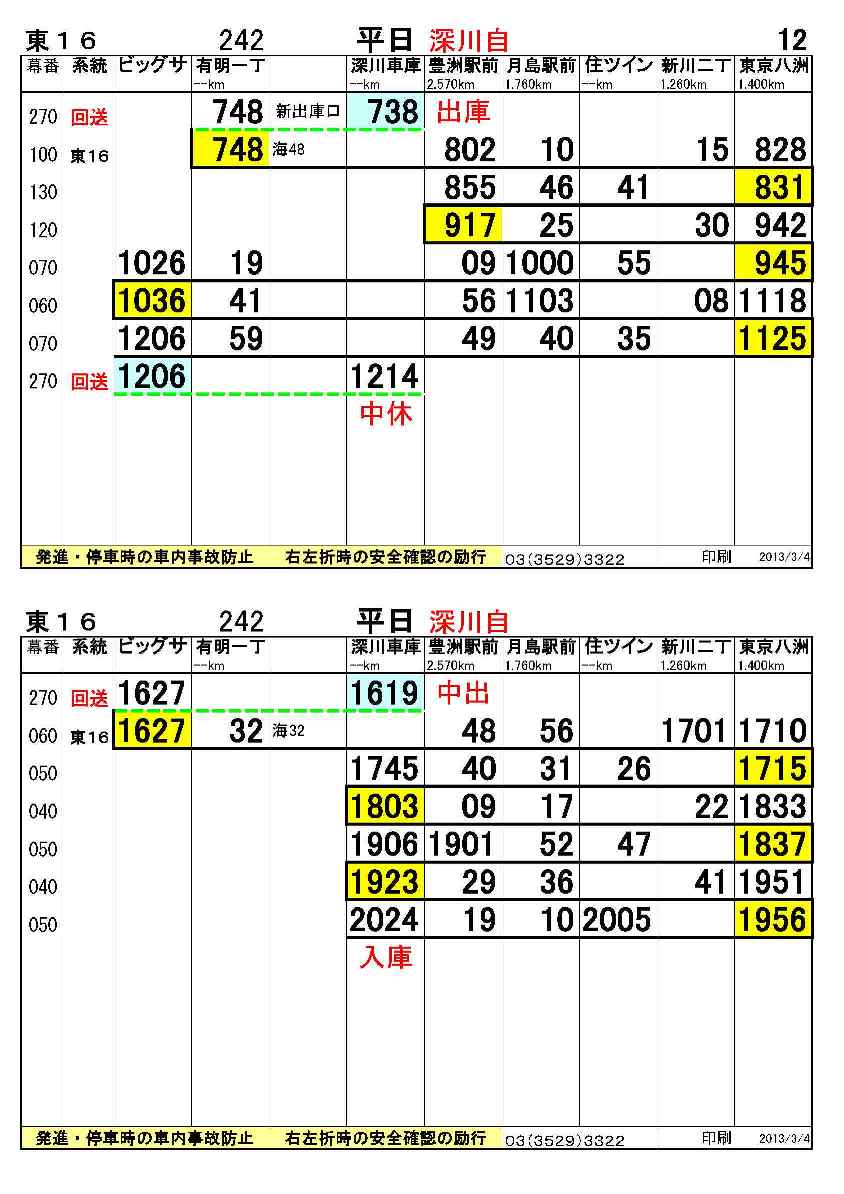 東１６ 242 平日 深川自 12
幕番 系統 ビッグサ 有明一丁 深川車庫 豊洲駅前 月島駅前 住ツイン 新川二丁 東京八洲
--km --km 2.570km 1.760km --km 1.260km 1.400km
270 回送 748 新出庫口 738 出庫
100 東16 748 海48 802 10 15 828
130 855 46 41 831
120 917 25 30 942
070 1026 19 09 1000 55 945
060 1036 41 56 1103 08 1118
070 1206 59 49 40 35 1125
270 回送 1206 1214
中休
発進・停車時の車内事故防止 右左折時の安全確認の励行 03(3529)3322 印刷 2013/3/4
東１６ 242 平日 深川自
幕番 系統 ビッグサ 有明一丁 深川車庫 豊洲駅前 月島駅前 住ツイン 新川二丁 東京八洲
--km --km 2.570km 1.760km --km 1.260km 1.400km
270 回送 1627 1619 中出
060 東16 1627 32 海32 48 56 1701 1710
050 1745 40 31 26 1715
040 1803 09 17 22 1833
050 1906 1901 52 47 1837
040 1923 29 36 41 1951
050 2024 19 10 2005 1956
入庫
発進・停車時の車内事故防止 右左折時の安全確認の励行 03(3529)3322 印刷 2013/3/4